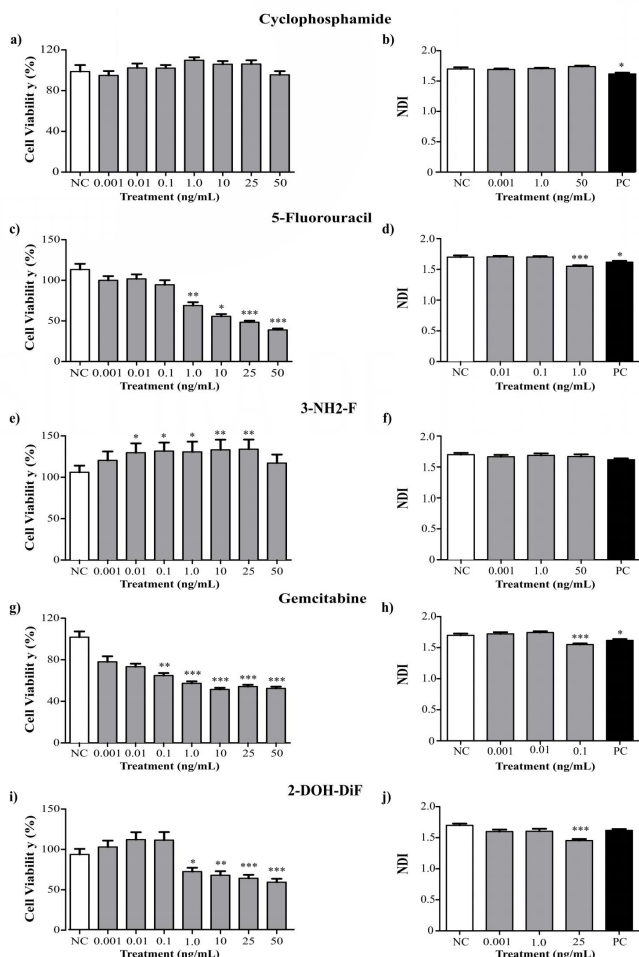 Cyclophosphamide
a)
Cell Viability y (%)
120
80
40
0
NC 0.001 0.01 0.1 1.0 10 25 50
Treatment (ng/mL)
b)
NDI
2.0
1.5
1.0
0.5
0
*
NC 0.001 1.0 50 PC
Treatment (ng/mL)
5-Fluorouracil
c)
Cell Viability y (%)
150
100
50
0
** * *** ***
NC 0.001 0.01 0.1 1.0 10 25 50
Treatment (ng/mL)
d)
NDI
2.0
1.5
1.0
0.5
0
*** *
NC 0.01 0.1 1.0 PC
Treatment (ng/mL)
3-NH2-F
e)
Cell Viability y (%)
150
100
50
0
* * * ** **
NC 0.001 0.01 0.1 1.0 10 25 50
Treatment (ng/mL)
f)
NDI
2.0
1.5
1.0
0.5
0
NC 0.001 1.0 50 PC
Treatment (ng/mL)
Gemcitabine
g)
Cell Viability y (%)
120
80
40
0
** *** *** *** ***
NC 0.001 0.01 0.1 1.0 10 25 50
Treatment (ng/mL)
h)
NDI
2.0
1.5
1.0
0.5
0
*** *
NC 0.001 0.01 0.1 PC
Treatment (ng/mL)
2-DOH-DiF
i)
Cell Viability y (%)
150
100
50
0
* ** *** ***
NC 0.001 0.01 0.1 1.0 10 25 50
Treatment (ng/mL)
j)
NDI
2.0
1.5
1.0
0.5
0
***
NC 0.001 1.0 25 PC
Treatment (ng/mL)